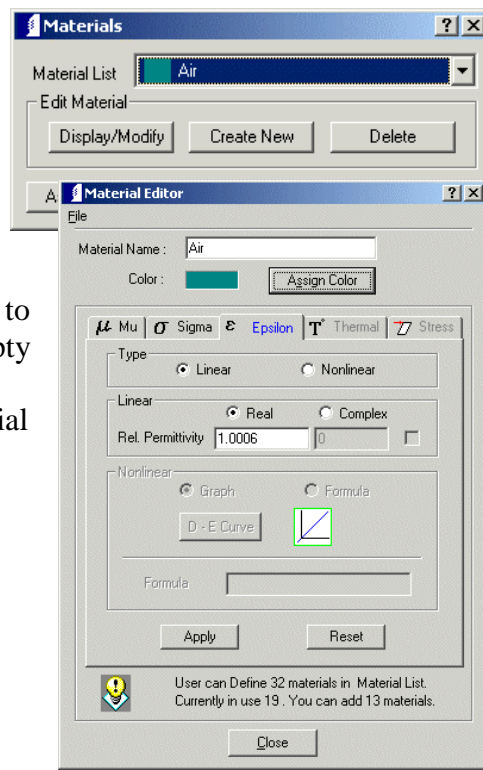 Materials
Material List Air
Edit Material
Display/Modify Create New Delete
A
Material Editor
File
Material Name : Air
Color : Assign Color
to
pty
ial
μ Mu σ Sigma ε Epsilon T° Thermal Stress
Type
Linear Nonlinear
Linear
Real Complex
Rel. Permittivity 1.0006 0
Nonlinear
Graph Formula
D - E Curve
Formula
Apply Reset
User can Define 32 materials in Material List.
Currently in use 19 . You can add 13 materials.
Close